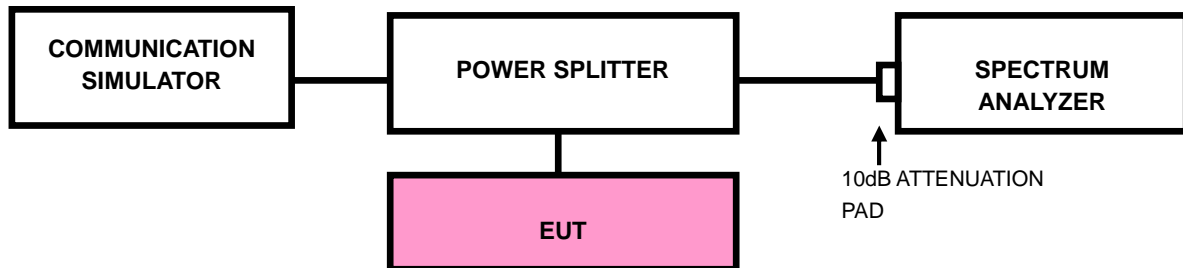 COMMUNICATION
SIMULATOR
POWER SPLITTER
SPECTRUM
ANALYZER
10dB ATTENUATION
PAD
EUT